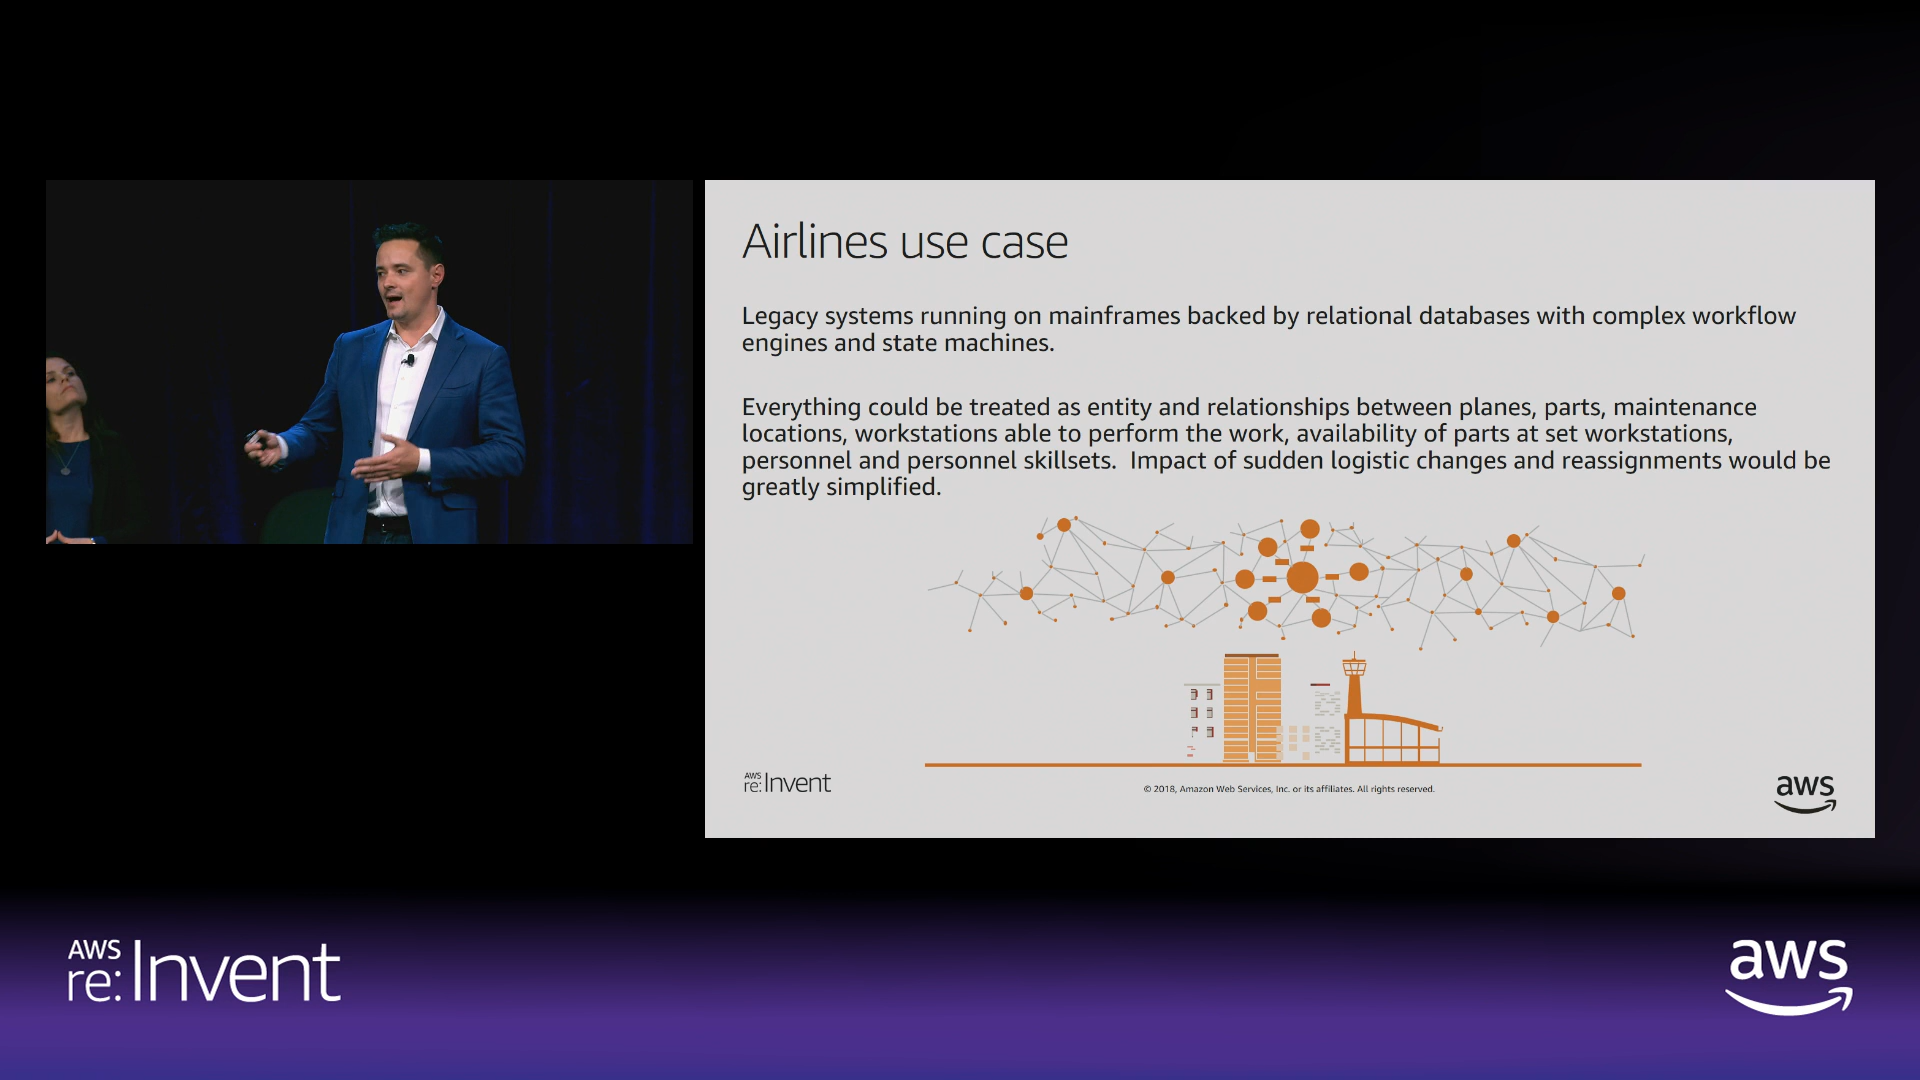 Airlines use case
Legacy systems running on mainframes backed by relational databases with complex workflow
engines and state machines.
Everything could be treated as entity and relationships between planes, parts, maintenance
locations, workstations able to perform the work, availability of parts at set workstations,
personnel and personnel skillsets.  Impact of sudden logistic changes and reassignments would be
greatly simplified.
AWS
re:Invent
© 2018, Amazon Web Services, Inc. or its affiliates. All rights reserved.
aws
AWS
re:Invent
aws